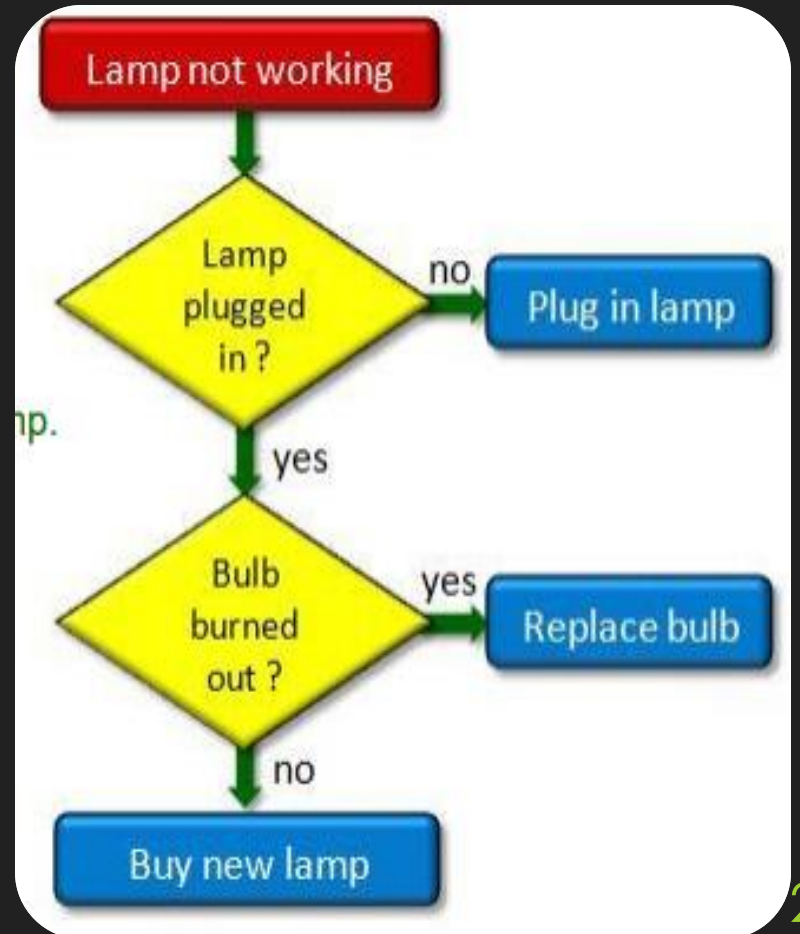 Lamp not working
Lamp
plugged
in ?
no
Plug in lamp
yes
Bulb
burned
out ?
yes
Replace bulb
no
Buy new lamp